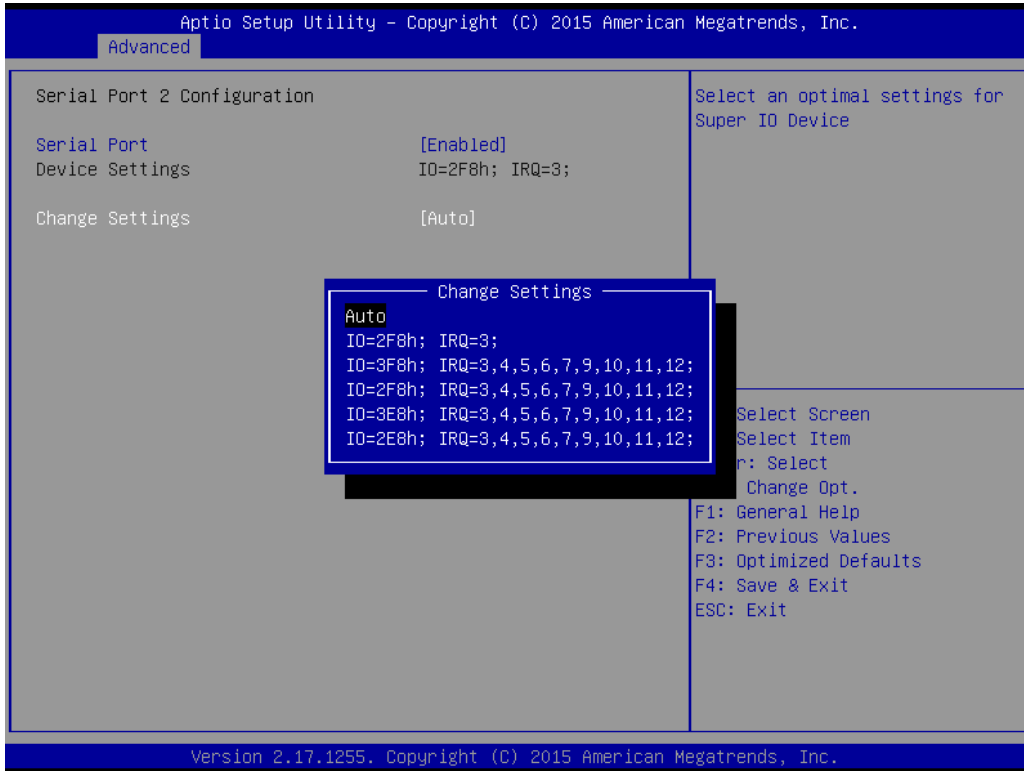 Aptio Setup Utility – Copyright (C) 2015 American Megatrends, Inc.
Advanced
Serial Port 2 Configuration
Serial Port [Enabled]
Device Settings IO=2F8h; IRQ=3;
Change Settings [Auto]
Select an optimal settings for
Super IO Device
Change Settings
Auto
IO=2F8h; IRQ=3;
IO=3F8h; IRQ=3,4,5,6,7,9,10,11,12;
IO=2F8h; IRQ=3,4,5,6,7,9,10,11,12;
IO=3E8h; IRQ=3,4,5,6,7,9,10,11,12;
IO=2E8h; IRQ=3,4,5,6,7,9,10,11,12;
Select Screen
Select Item
r: Select
Change Opt.
F1: General Help
F2: Previous Values
F3: Optimized Defaults
F4: Save & Exit
ESC: Exit
Version 2.17.1255. Copyright (C) 2015 American Megatrends, Inc.